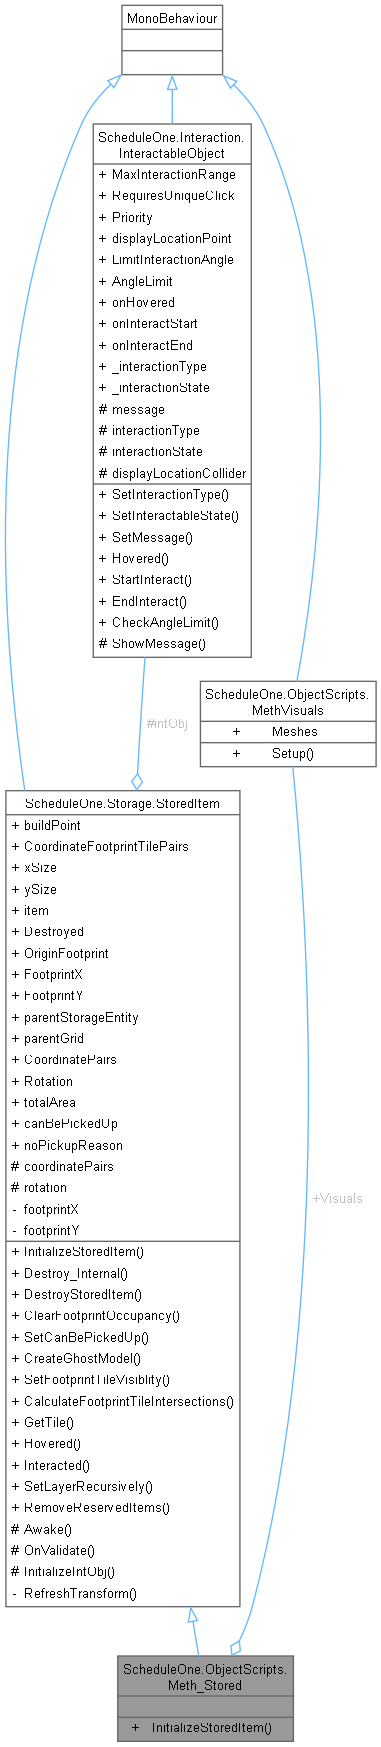 MonoBehaviour
ScheduleOne.Interaction.
InteractableObject
+ MaxInteractionRange
+ RequiresUniqueClick
+ Priority
+ displayLocationPoint
+ LimitInteractionAngle
+ AngleLimit
+ onHovered
+ onInteractStart
+ onInteractEnd
+ _interactionType
+ _interactionState
# message
# interactionType
# interactionState
# displayLocationCollider
+ SetInteractionType()
+ SetInteractableState()
+ SetMessage()
+ Hovered()
+ StartInteract()
+ EndInteract()
+ CheckAngleLimit()
# ShowMessage()
ScheduleOne.ObjectScripts.
MethVisuals
+ Meshes
+ Setup()
#intObj
ScheduleOne.Storage.StoredItem
+ buildPoint
+ CoordinateFootprintTilePairs
+ xSize
+ ySize
+ item
+ Destroyed
+ OriginFootprint
+ FootprintX
+ FootprintY
+ parentStorageEntity
+ parentGrid
+ CoordinatePairs
+ Rotation
+ totalArea
+ canBePickedUp
+ noPickupReason
# coordinatePairs
# rotation
- footprintX
- footprintY
+ InitializeStoredItem()
+ Destroy_Internal()
+ DestroyStoredItem()
+ ClearFootprintOccupancy()
+ SetCanBePickedUp()
+ CreateGhostModel()
+ SetFootprintTileVisiblity()
+ CalculateFootprintTileIntersections()
+ GetTile()
+ Hovered()
+ Interacted()
+ SetLayerRecursively()
+ RemoveReservedItems()
# Awake()
# OnValidate()
# InitializeIntObj()
- RefreshTransform()
+Visuals
ScheduleOne.ObjectScripts.
Meth_Stored
+ InitializeStoredItem()